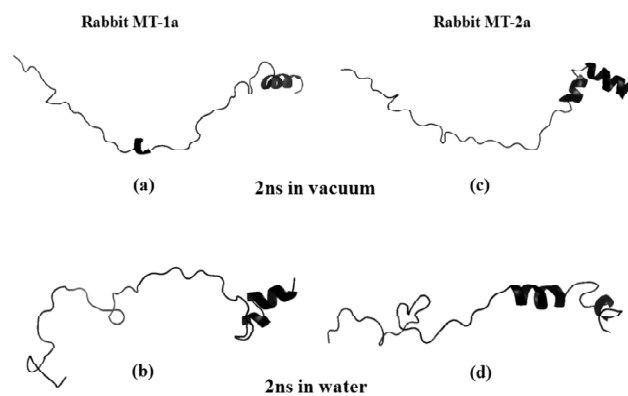 Rabbit MT-1a
Rabbit MT-2a
(a)
(c)
2ns in vacuum
(b)
(d)
2ns in water